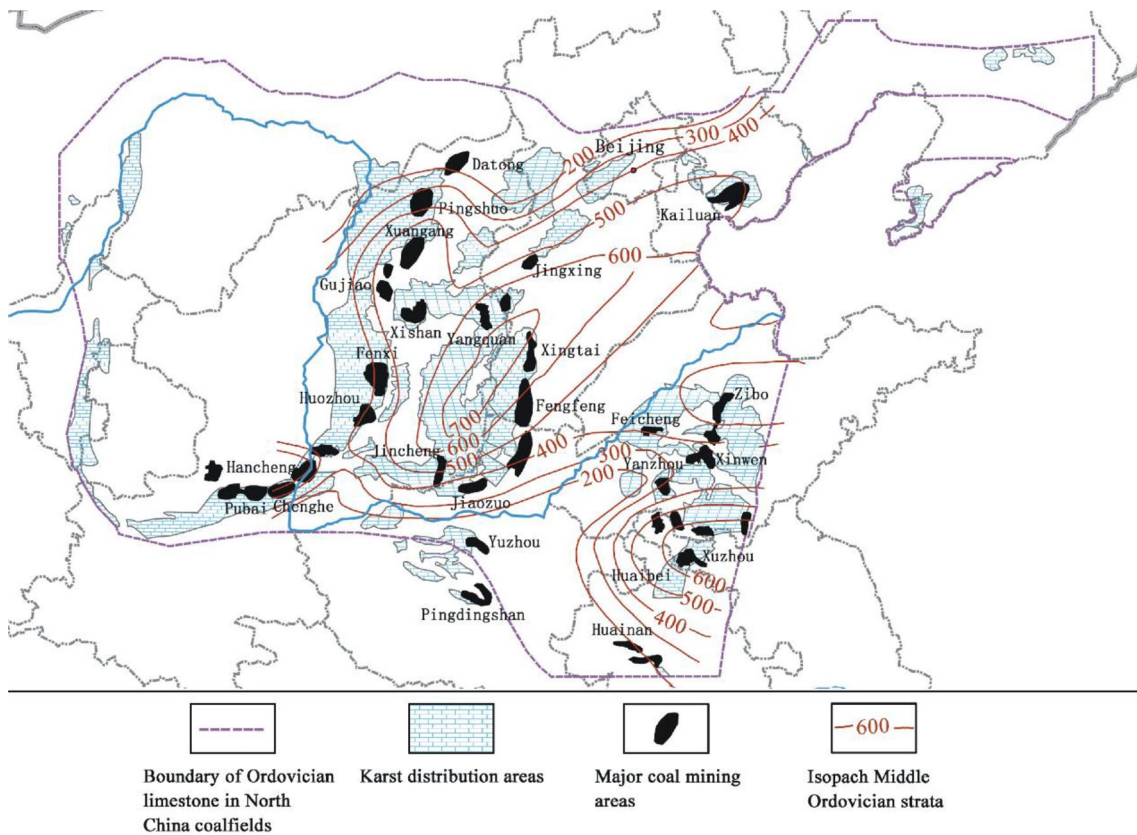 200
300
400
Beijing
Datong
500
Pingshuo
Kailuan
Xuangang
600
Jingxing
Gujiao
Xishan
Yangquan
Xingtai
Fenxi
Zibo
Huozhou
700
Fengfeng
Feicheng
600
400
Jincheng
300
Xinwen
500
Yanzhou
Hancheng
200
Pubai
Chenghe
Jiaozuo
Yuzhou
Xuzhou
Huaibei
600
500
Pingdingshan
400
Huainan
600
Boundary of Ordovician
limestone in North
China coalfields
Karst distribution areas
Major coal mining
areas
Isopach Middle
Ordovician strata